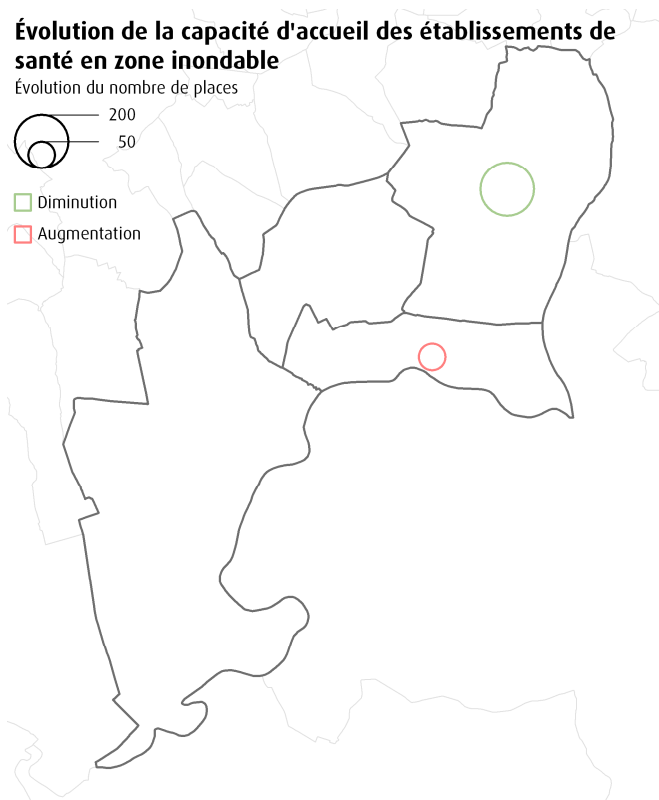 Évolution de la capacité d'accueil des établissements de
santé en zone inondable
Évolution du nombre de places
200
50
Diminution
Augmentation